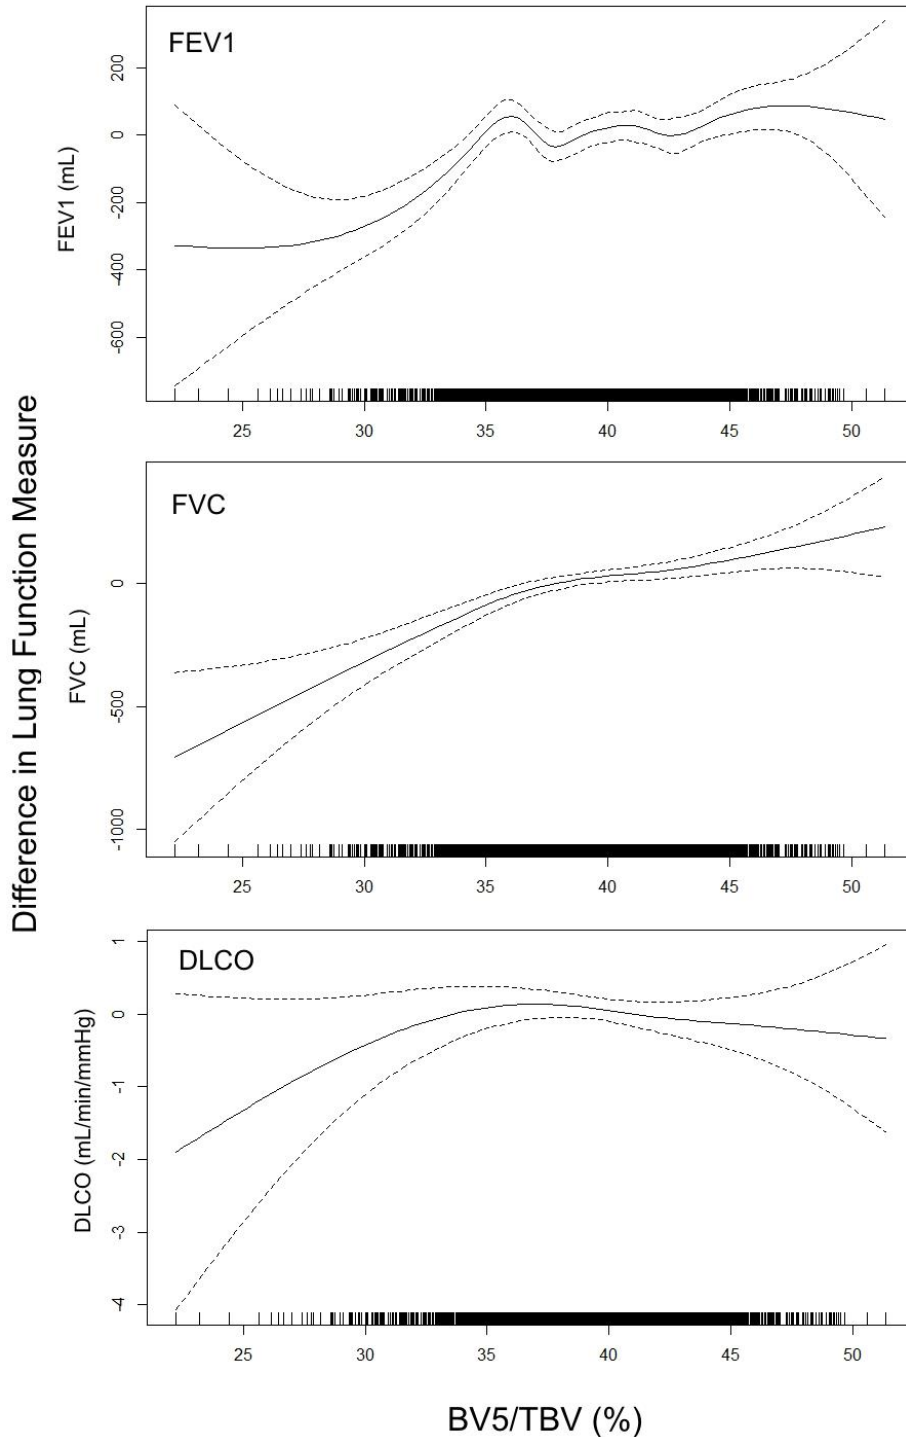 Difference in Lung Function Measure
FEV1
FEV1 (mL)
200
0
-200
-400
-600
25 30 35 40 45 50
FVC
FVC (mL)
0
-500
-1000
25 30 35 40 45 50
DLCO
DLCO (mL/min/mmHg)
1
0
-1
-2
-3
-4
25 30 35 40 45 50
BV5/TBV (%)